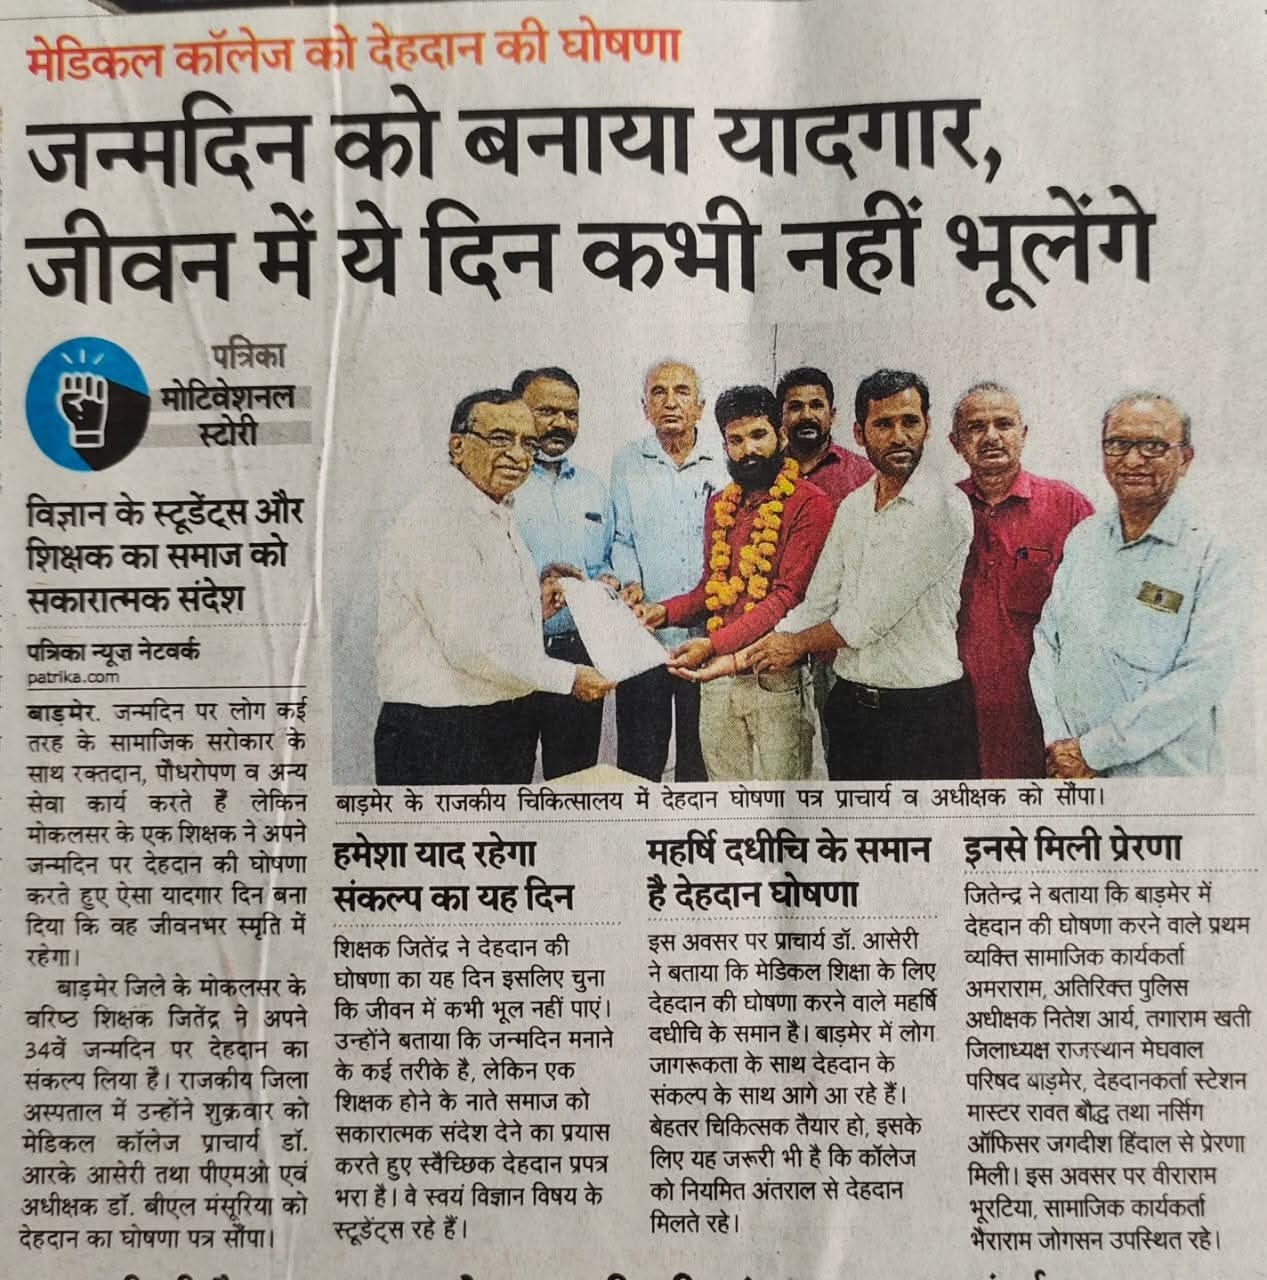 मेडिकल कॉलेज को देहदान की घोषणा
जन्मदिन को बनाया यादगार,
जीवन में ये दिन कभी नहीं भूलेंगे
पत्रिका
मोटिवेशनल
स्टोरी
विज्ञान के स्टूडेंट्स और
शिक्षक का समाज को
सकारात्मक संदेश
पत्रिका न्यूज़ नेटवर्क
patrika.com
बाड़मेर. जन्मदिन पर लोग कई
तरह के सामाजिक सरोकार के
साथ रक्तदान, पौधरोपण व अन्य
सेवा कार्य करते हैं लेकिन
मोकलसर के एक शिक्षक ने अपने
जन्मदिन पर देहदान की घोषणा
करते हुए ऐसा यादगार दिन बना
दिया कि वह जीवनभर स्मृति में
रहेगा।
बाड़मेर जिले के मोकलसर के
वरिष्ठ शिक्षक जितेंद्र ने अपने
34वें जन्मदिन पर देहदान का
संकल्प लिया है। राजकीय जिला
अस्पताल में उन्होंने शुक्रवार को
मेडिकल कॉलेज प्राचार्य डॉ.
आरके आसेरी तथा पीएमओ एवं
अधीक्षक डॉ. बीएल मंसूरिया को
देहदान का घोषणा पत्र सौंपा।
बाड़मेर के राजकीय चिकित्सालय में देहदान घोषणा पत्र प्राचार्य व अधीक्षक को सौंपा।
हमेशा याद रहेगा
संकल्प का यह दिन
शिक्षक जितेंद्र ने देहदान की
घोषणा का यह दिन इसलिए चुना
कि जीवन में कभी भूल नहीं पाएं।
उन्होंने बताया कि जन्मदिन मनाने
के कई तरीके है, लेकिन एक
शिक्षक होने के नाते समाज को
सकारात्मक संदेश देने का प्रयास
करते हुए स्वैच्छिक देहदान प्रपत्र
भरा है। वे स्वयं विज्ञान विषय के
स्टूडेंट्स रहे हैं।
महर्षि दधीचि के समान
है देहदान घोषणा
इस अवसर पर प्राचार्य डॉ. आसेरी
ने बताया कि मेडिकल शिक्षा के लिए
देहदान की घोषणा करने वाले महर्षि
दधीचि के समान है। बाड़मेर में लोग
जागरूकता के साथ देहदान के
संकल्प के साथ आगे आ रहे हैं।
बेहतर चिकित्सक तैयार हो, इसके
लिए यह जरूरी भी है कि कॉलेज
को नियमित अंतराल से देहदान
मिलते रहे।
इनसे मिली प्रेरणा
जितेन्द्र ने बताया कि बाड़मेर में
देहदान की घोषणा करने वाले प्रथम
व्यक्ति सामाजिक कार्यकर्ता
अमराराम, अतिरिक्त पुलिस
अधीक्षक नितेश आर्य, तगाराम खती
जिलाध्यक्ष राजस्थान मेघवाल
परिषद बाड़मेर, देहदानकर्ता स्टेशन
मास्टर रावत बौद्ध तथा नर्सिग
ऑफिसर जगदीश हिंदाल से प्रेरणा
मिली। इस अवसर पर वीराराम
भूरटिया, सामाजिक कार्यकर्ता
भैराराम जोगसन उपस्थित रहे।